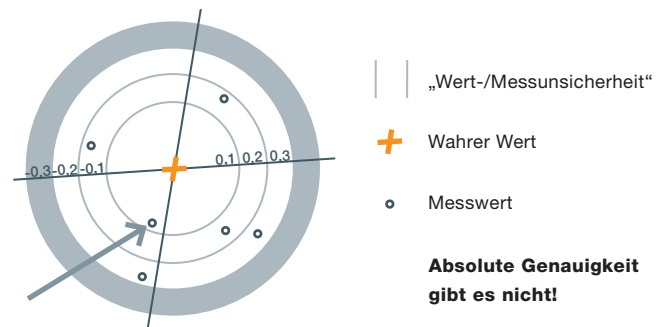 „Wert-/Messunsicherheit“
-0,3 -0,2 -0,1 0,1 0,2 0,3
Wahrer Wert
Messwert
Absolute Genauigkeit
gibt es nicht!